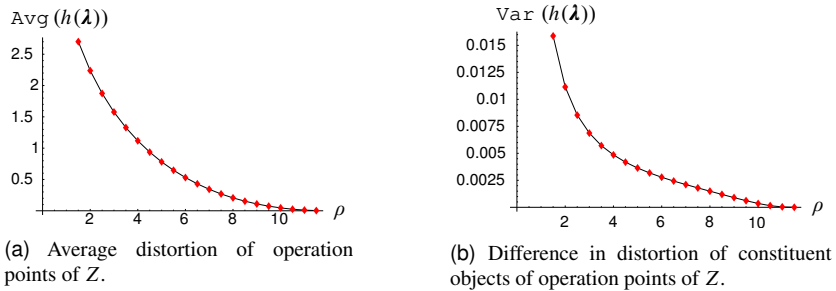 Avg (h(λ))
2.5
2
1.5
1
0.5
2 4 6 8 10 ρ
(a) Average distortion of operation
points of Z.
Var (h(λ))
0.015
0.0125
0.01
0.0075
0.005
0.0025
2 4 6 8 10 ρ
(b) Difference in distortion of constituent
objects of operation points of Z.